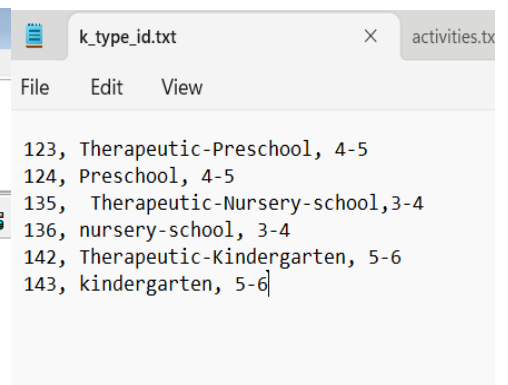 k_type_id.txt
activities.tx
File Edit View
123, Therapeutic-Preschool, 4-5
124, Preschool, 4-5
135,  Therapeutic-Nursery-school,3-4
136, nursery-school, 3-4
142, Therapeutic-Kindergarten, 5-6
143, kindergarten, 5-6